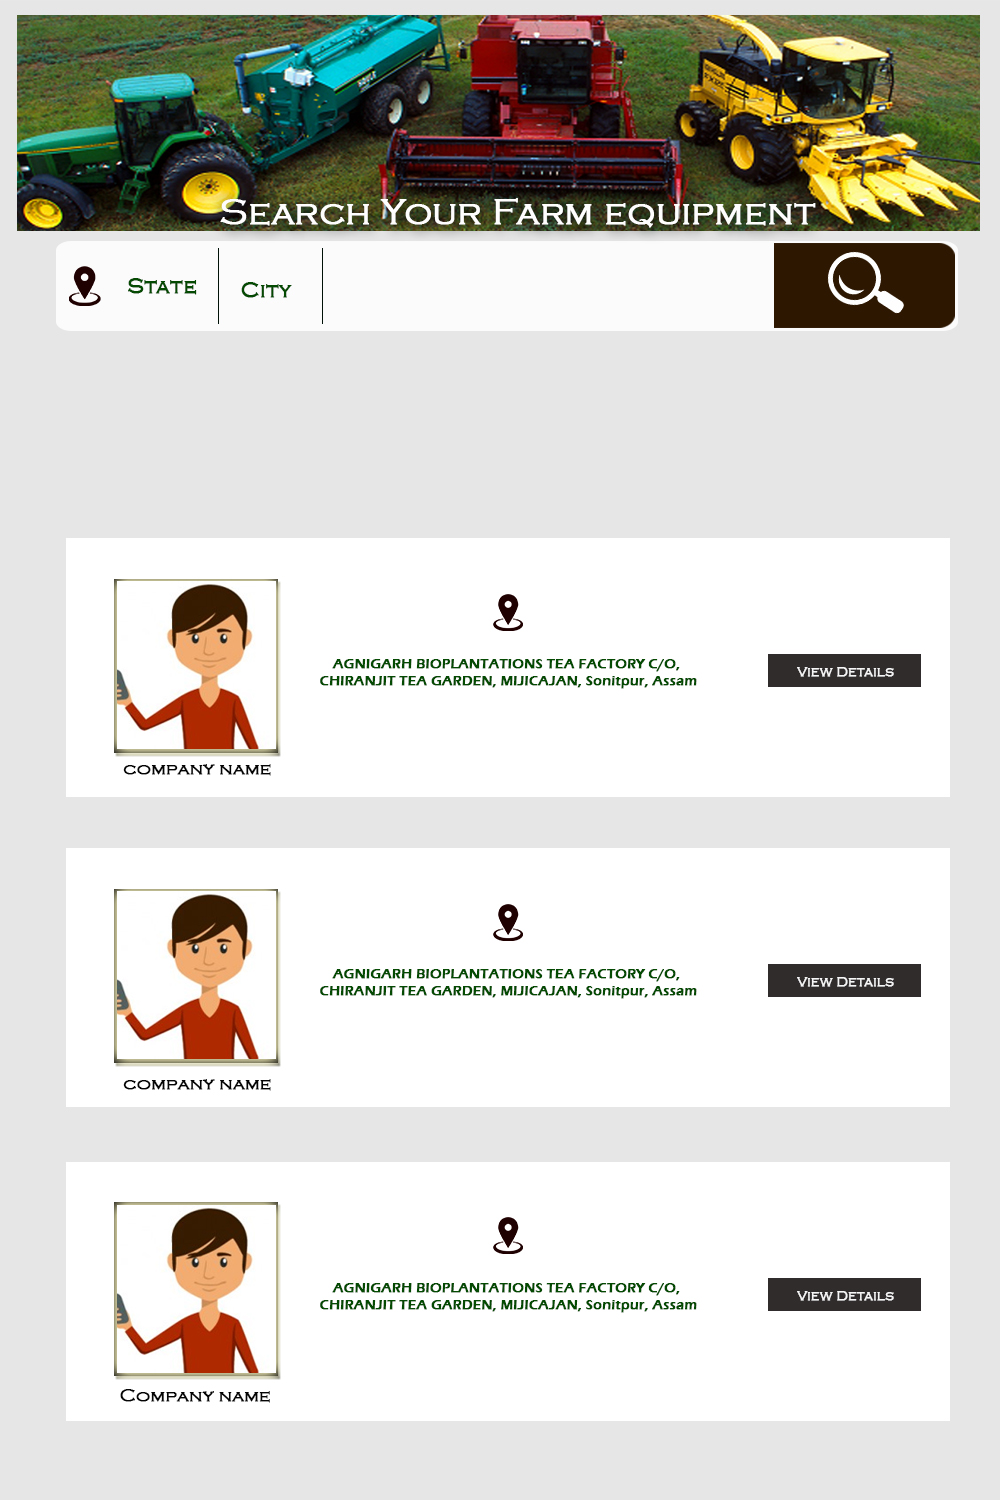 HOULE
Search Your Farm equipment
State
City
AGNIGARH BIOPLANTATIONS TEA FACTORY C/O,
CHIRANJIT TEA GARDEN, MIJICAJAN, Sonitpur, Assam
View Details
company name
AGNIGARH BIOPLANTATIONS TEA FACTORY C/O,
CHIRANJIT TEA GARDEN, MIJICAJAN, Sonitpur, Assam
View Details
company name
AGNIGARH BIOPLANTATIONS TEA FACTORY C/O,
CHIRANJIT TEA GARDEN, MIJICAJAN, Sonitpur, Assam
View Details
Company name